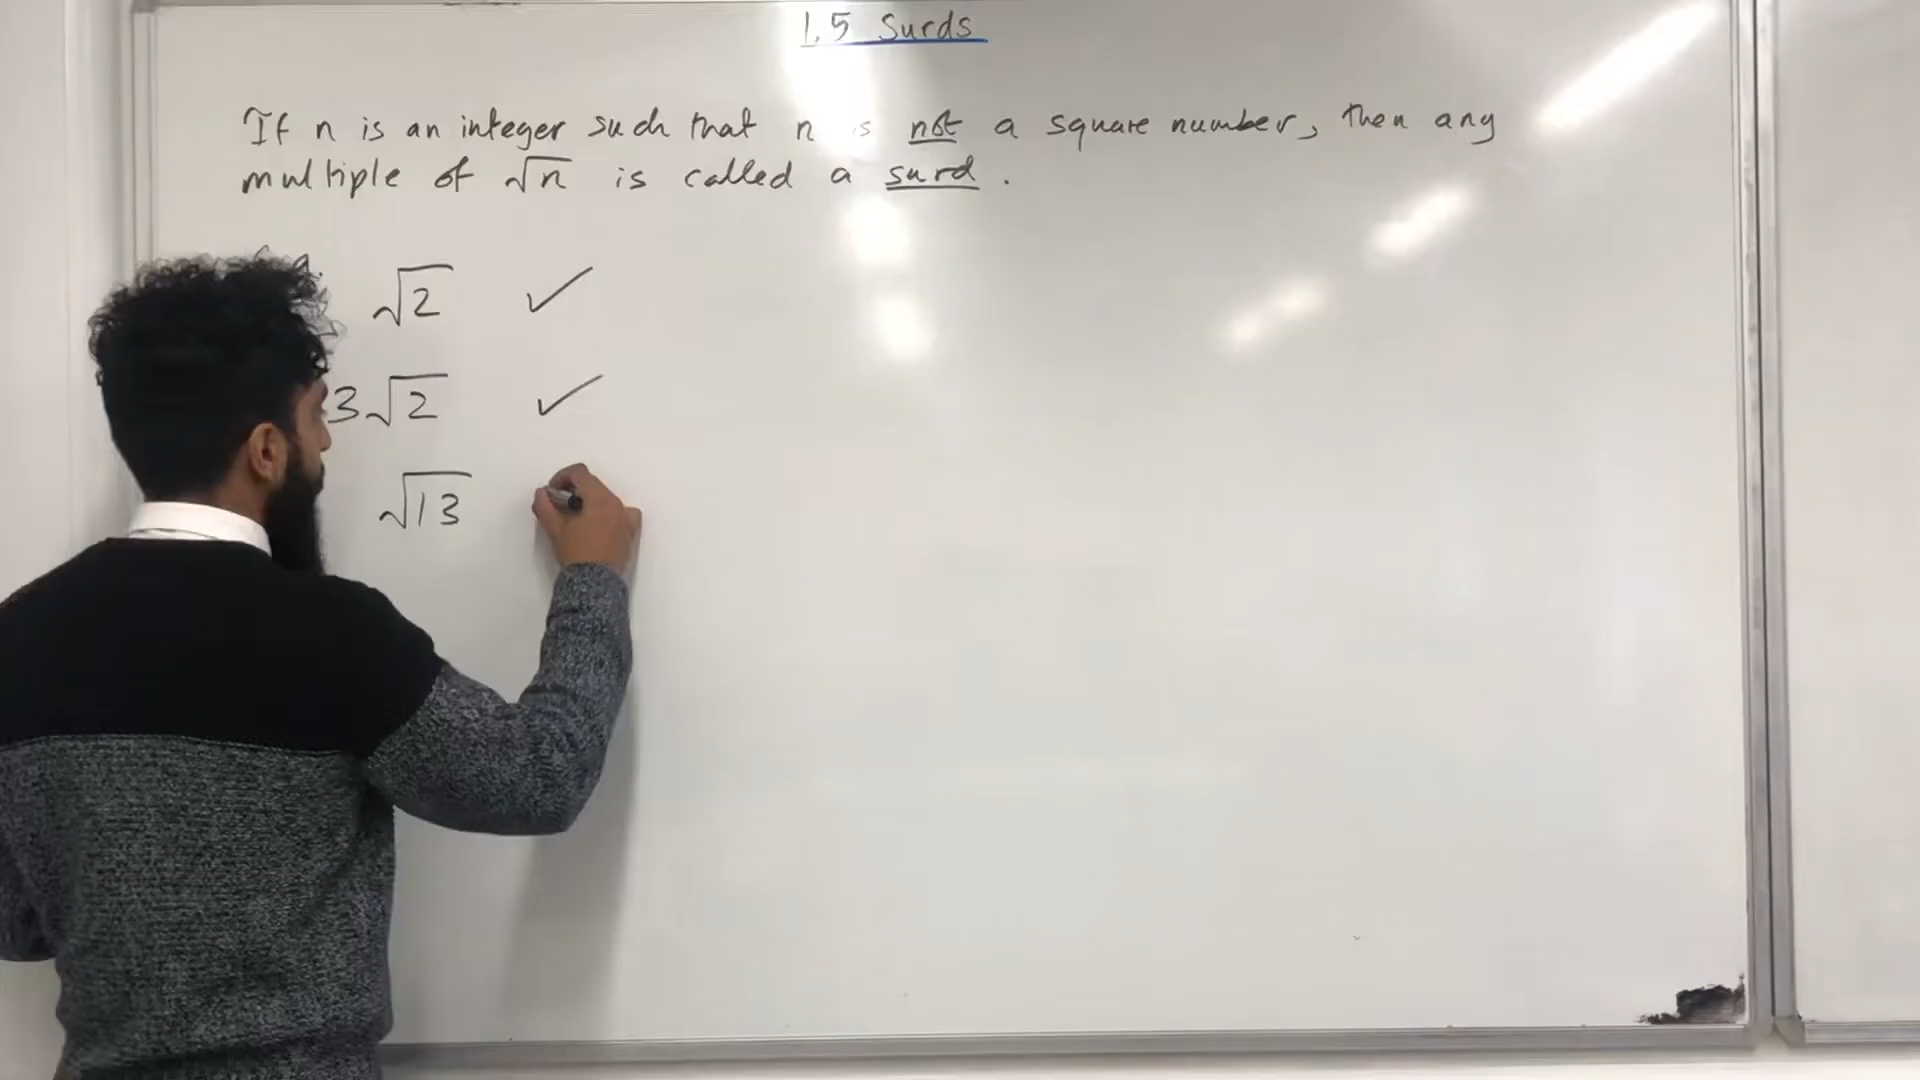 1.5 Surds
If n is an integer such that n is not a square number, then any
multiple of √n is called a surd.
√2 ✓
3√2 ✓
√13